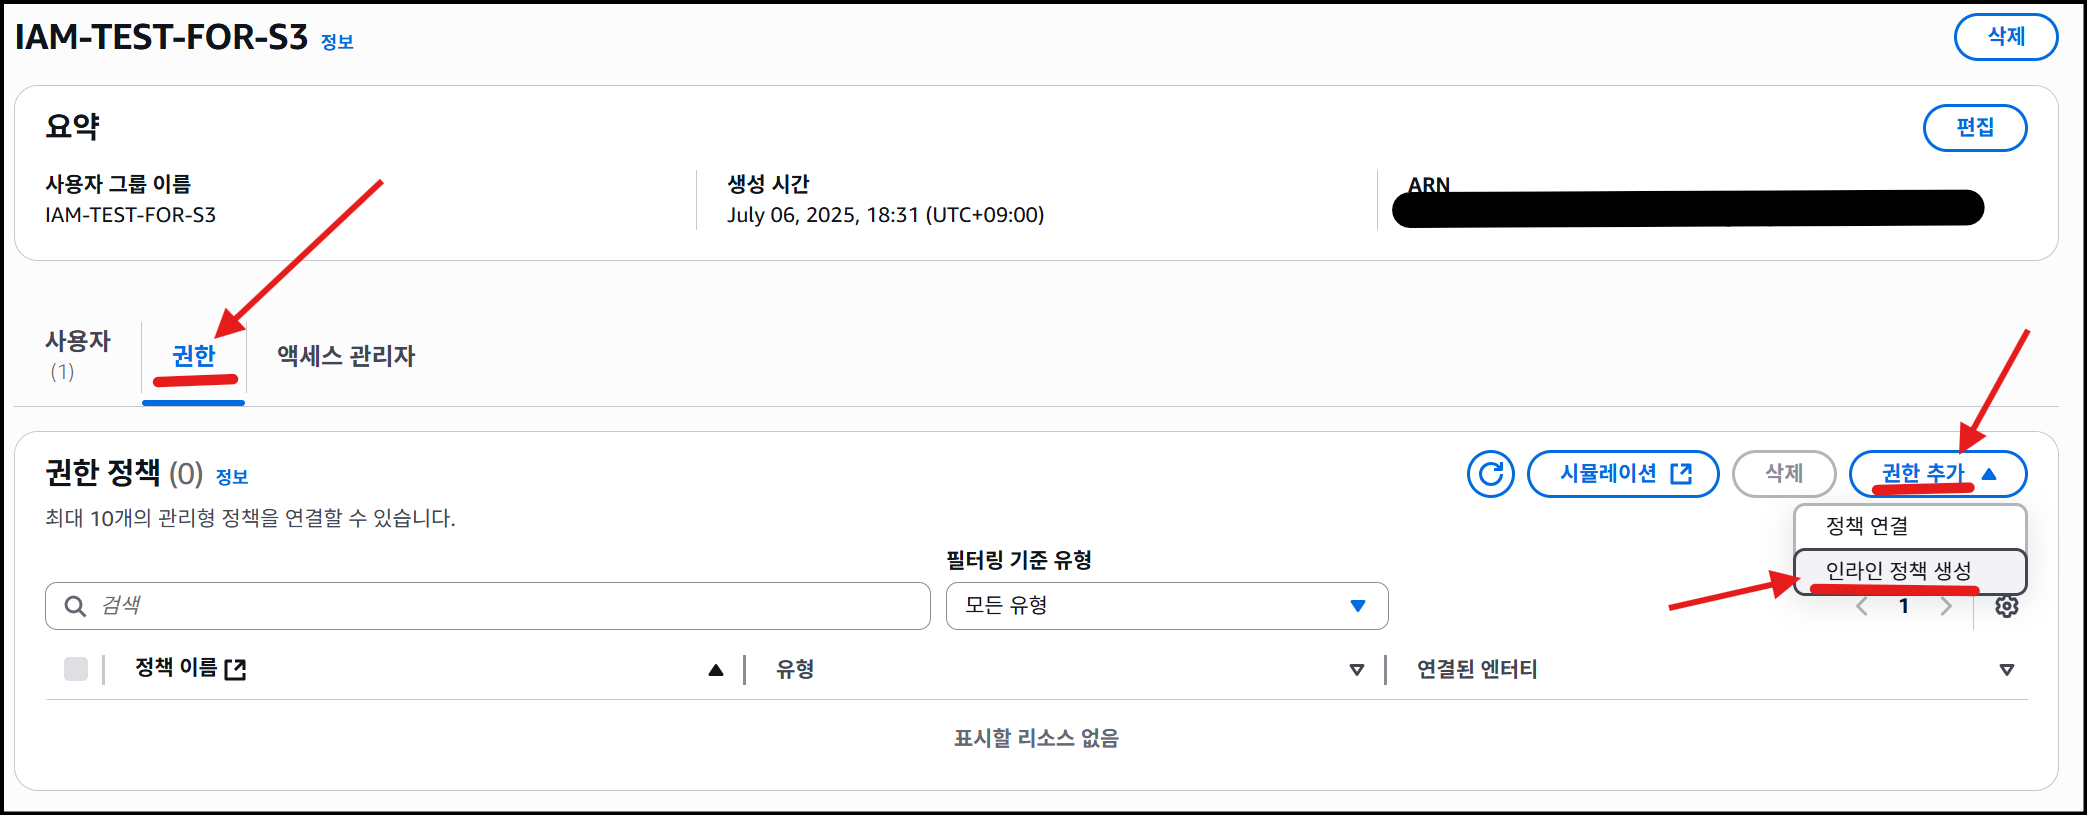 IAM-TEST-FOR-S3 정보
삭제
요약
편집
사용자 그룹 이름
IAM-TEST-FOR-S3
생성 시간
July 06, 2025, 18:31 (UTC+09:00)
ARN
사용자
(1)
권한
액세스 관리자
권한 정책 (0) 정보
최대 10개의 관리형 정책을 연결할 수 있습니다.
시뮬레이션
삭제
권한 추가
정책 연결
인라인 정책 생성
필터링 기준 유형
검색
모든 유형
1
정책 이름
유형
연결된 엔터티
표시할 리소스 없음